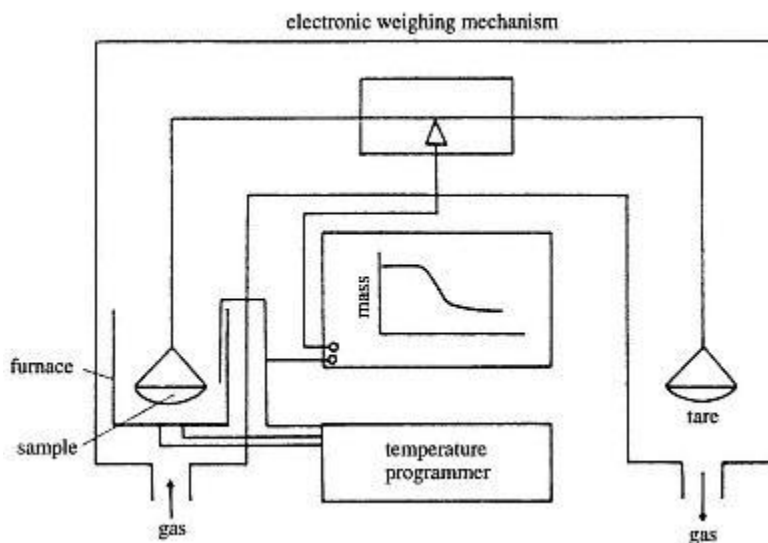 electronic weighing mechanism
mass
furnace
sample
tare
temperature
programmer
gas
gas